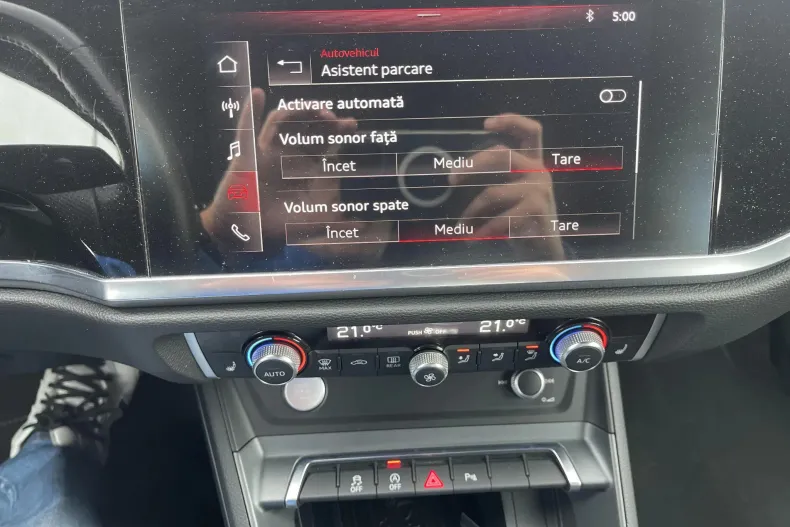 5:00
Autovehicul
Asistent parcare
Activare automată
Volum sonor față
Încet Mediu Tare
Volum sonor spate
Încet Mediu Tare
21.0°C PUSH 21.0°C
AUTO MAX REAR A/C
OFF OFF P